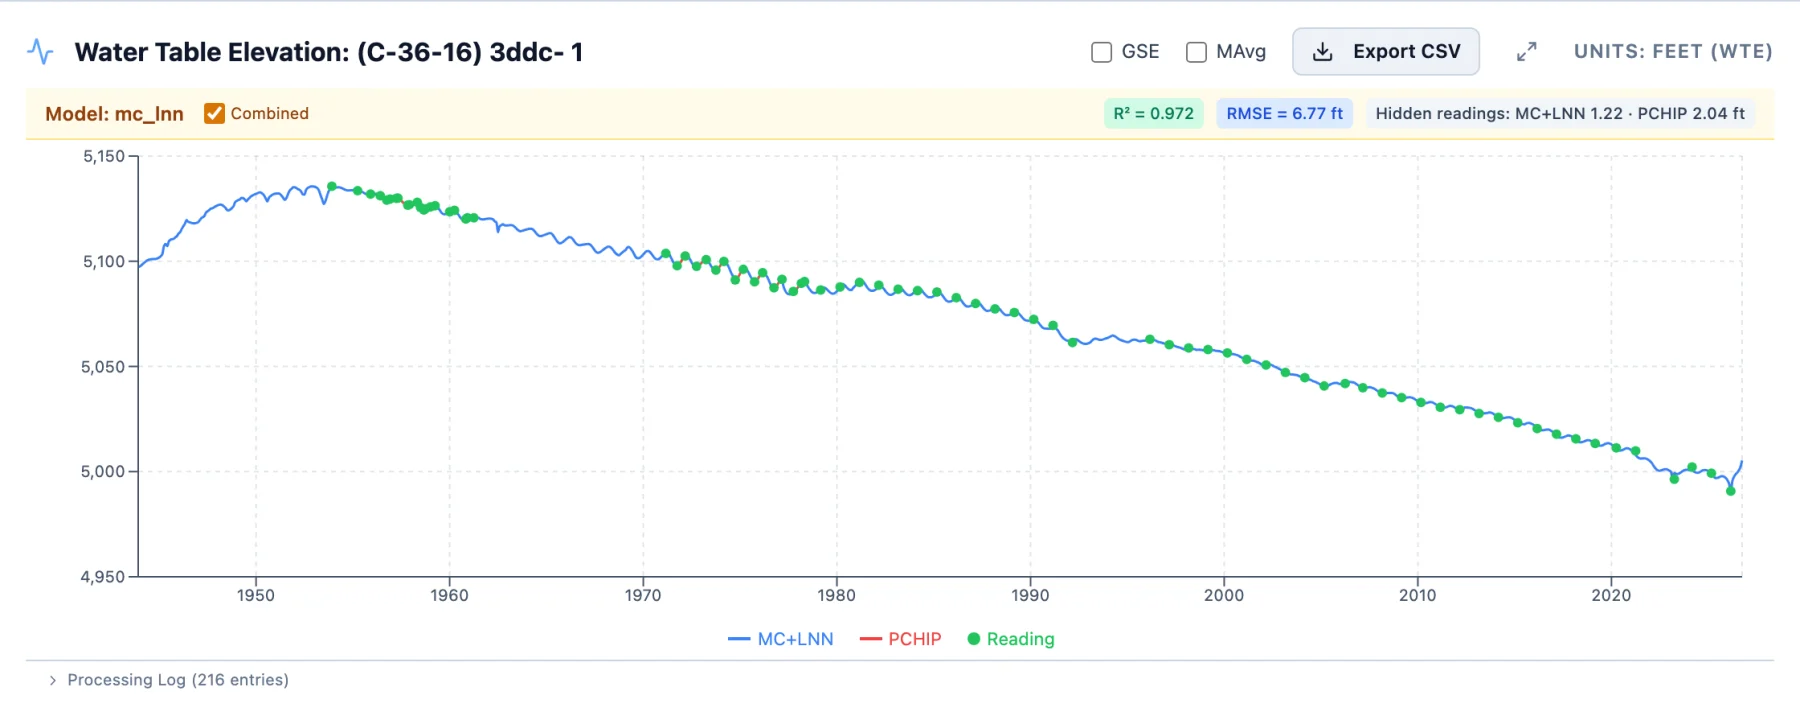 Water Table Elevation: (C-36-16) 3ddc- 1
GSE MAvg Export CSV UNITS: FEET (WTE)
Model: mc_lnn Combined R² = 0.972 RMSE = 6.77 ft Hidden readings: MC+LNN 1.22 · PCHIP 2.04 ft
5,150
5,100
5,050
5,000
4,950
1950 1960 1970 1980 1990 2000 2010 2020
MC+LNN PCHIP Reading
Processing Log (216 entries)